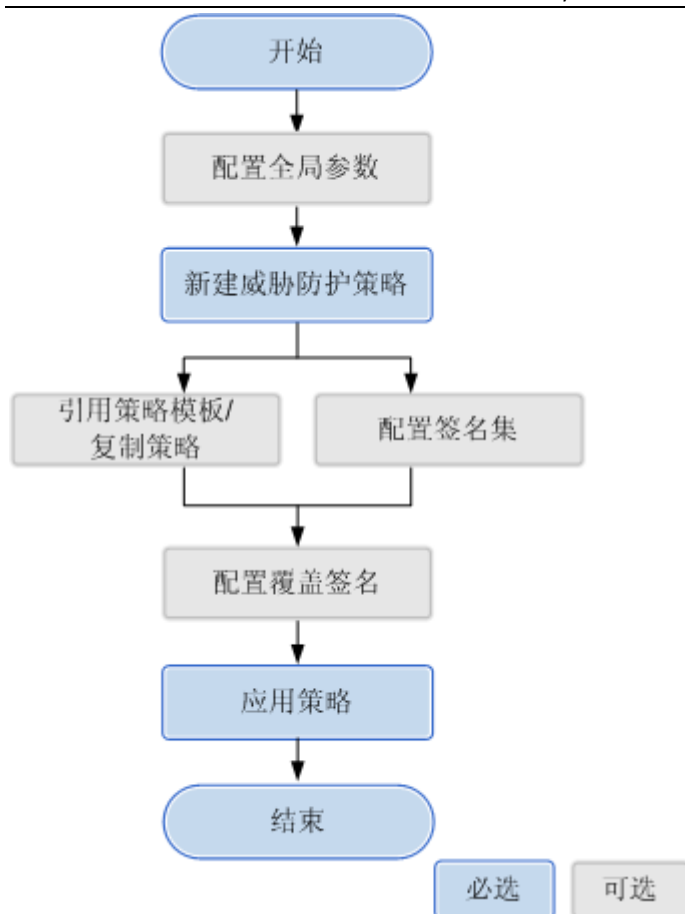 开始
配置全局参数
新建威胁防护策略
引用策略模板/
复制策略
配置签名集
配置覆盖签名
应用策略
结束
必选
可选